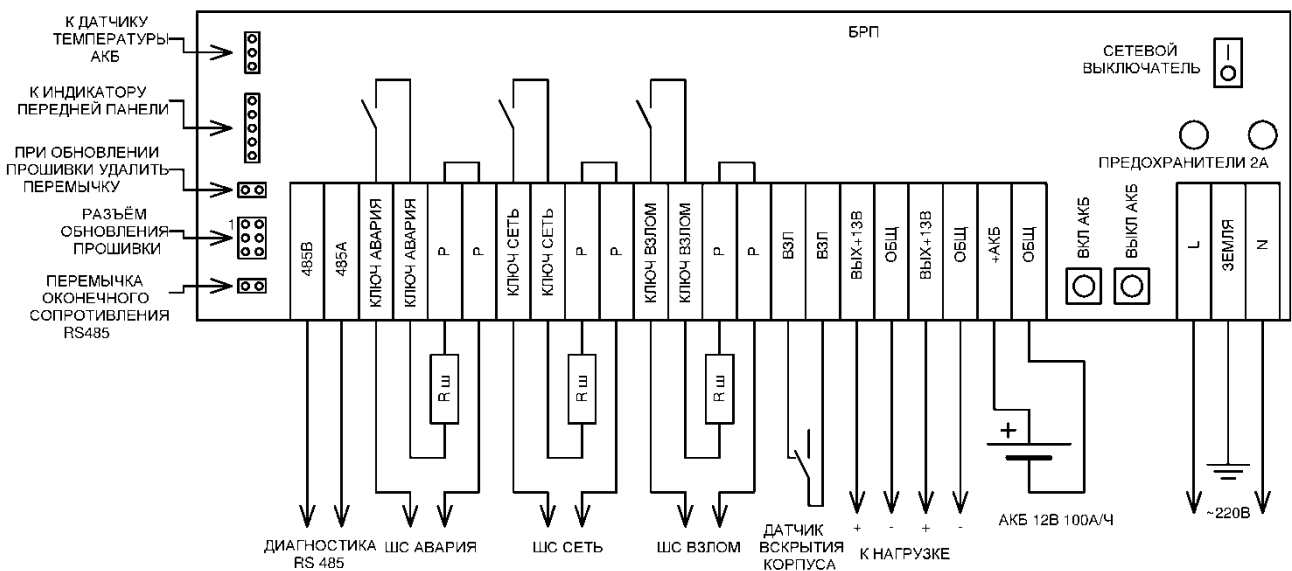 К ДАТЧИКУ
ТЕМПЕРАТУРЫ
АКБ
К ИНДИКАТОРУ
ПЕРЕДНЕЙ ПАНЕЛИ
ПРИ ОБНОВЛЕНИИ
ПРОШИВКИ УДАЛИТЬ
ПЕРЕМЫЧКУ
РАЗЪЁМ
ОБНОВЛЕНИЯ
ПРОШИВКИ
1
ПЕРЕМЫЧКА
ОКОНЕЧНОГО
СОПРОТИВЛЕНИЯ
RS485
БРП
СЕТЕВОЙ
ВЫКЛЮЧАТЕЛЬ
ПРЕДОХРАНИТЕЛИ 2А
485B
485A
КЛЮЧ АВАРИЯ
КЛЮЧ АВАРИЯ
Р
Р
КЛЮЧ СЕТЬ
КЛЮЧ СЕТЬ
Р
Р
КЛЮЧ ВЗЛОМ
КЛЮЧ ВЗЛОМ
Р
Р
ВЗЛ
ВЗЛ
ВЫХ+13В
ОБЩ
ВЫХ+13В
ОБЩ
+АКБ
ОБЩ
ВКЛ АКБ
ВЫКЛ АКБ
L
ЗЕМЛЯ
N
R ш
R ш
R ш
+
+ - + -
ДИАГНОСТИКА
RS 485
ШС АВАРИЯ
ШС СЕТЬ
ШС ВЗЛОМ
ДАТЧИК
ВСКРЫТИЯ
КОРПУСА
К НАГРУЗКЕ
АКБ 12В 100А/Ч
~220В